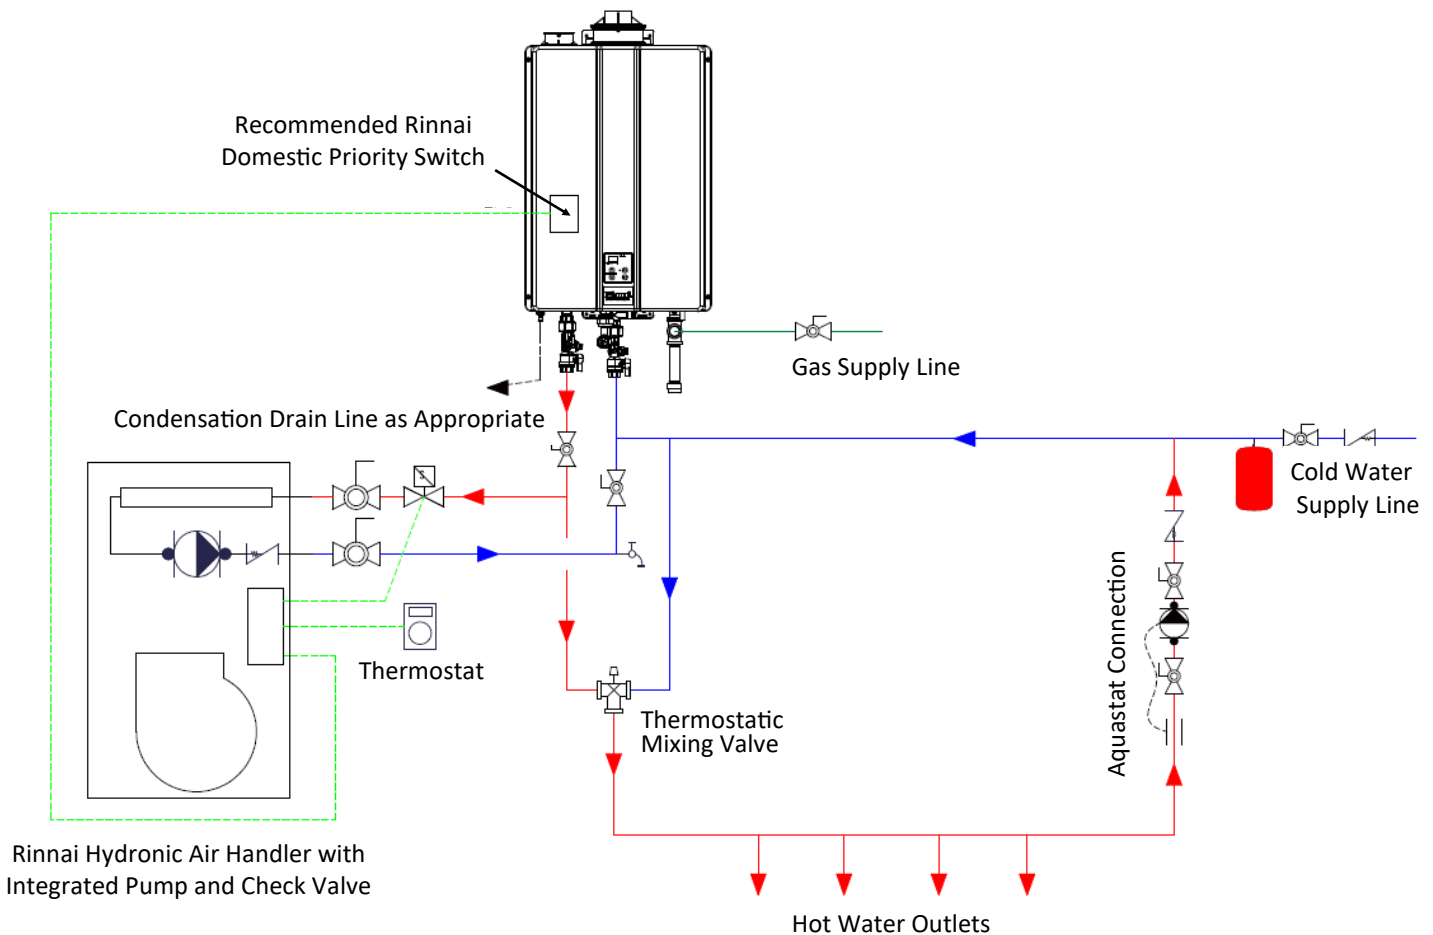 Recommended Rinnai
Domestic Priority Switch
Gas Supply Line
Condensation Drain Line as Appropriate
Cold Water
Supply Line
S
Thermostat
Aquastat Connection
Thermostatic
Mixing Valve
Rinnai Hydronic Air Handler with
Integrated Pump and Check Valve
Hot Water Outlets